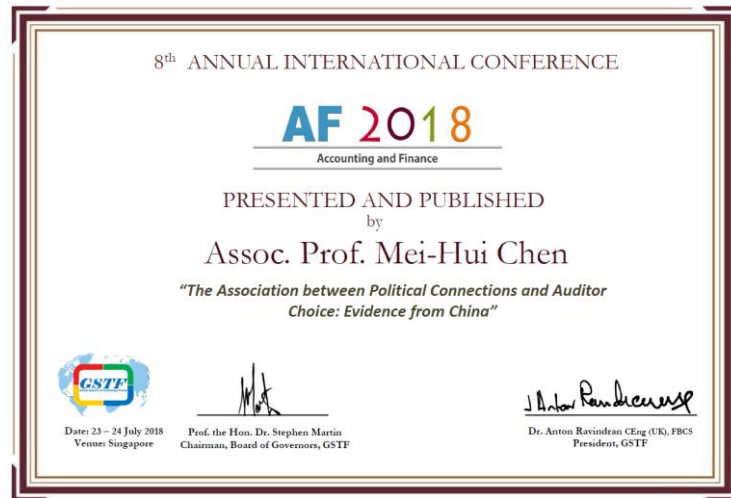 8th ANNUAL INTERNATIONAL CONFERENCE
AF 2018
Accounting and Finance
PRESENTED AND PUBLISHED
by
Assoc. Prof. Mei-Hui Chen
“The Association between Political Connections and Auditor
Choice: Evidence from China”
GSTF
Date: 23 – 24 July 2018
Venue: Singapore
Prof. the Hon. Dr. Stephen Martin
Chairman, Board of Governors, GSTF
Dr. Anton Ravindran CEng (UK), FBCS
President, GSTF